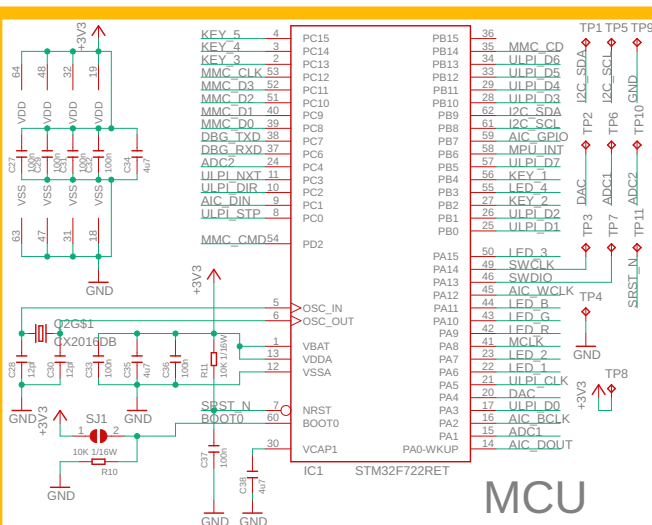 KEY_5 4 PC15 PB15 36
KEY_4 3 PC14 PB14 35 MMC_CD
KEY_3 2 PC13 PB13 34 ULPI_D6
MMC_CLK 53 PC12 PB12 33 ULPI_D5
MMC_D3 52 PC11 PB11 29 ULPI_D4
MMC_D2 51 PC10 PB10 28 ULPI_D3
MMC_D1 40 PC9 PB9 62 I2C_SDA
MMC_D0 39 PC8 PB8 61 I2C_SCL
DBG_TXD 38 PC7 PB7 59 AIC_GPIO
DBG_RXD 37 PC6 PB6 58 MPU_INT
ADC2 24 PC4 PB5 57 ULPI_D7
ULPI_NXT 11 PC3 PB4 56 KEY_1
ULPI_DIR 10 PC2 PB3 55 LED_4
AIC_DIN 9 PC1 PB2 27 KEY_2
ULPI_STP 8 PC0 PB1 26 ULPI_D2
PB0 25 ULPI_D1
MMC_CMD 54 PD2
PA15 50 LED_3
PA14 49 SWCLK
PA13 46 SWDIO
PA12 45 AIC_WCLK
5 OSC_IN PA11 44 LED_B
6 OSC_OUT PA10 43 LED_G
PA9 42 LED_R
1 VBAT PA8 41 MCLK
13 VDDA PA7 23 LED_2
12 VSSA PA6 22 LED_1
PA5 21 ULPI_CLK
PA4 20 DAC
SRST_N 7 NRST PA3 17 ULPI_D0
BOOT0 60 BOOT0 PA2 16 AIC_BCLK
PA1 15 ADC1
30 VCAP1 PA0-WKUP 14 AIC_DOUT
IC1 STM32F722RET
MCU
+3V3
64 48 32 19
VDD VDD VDD VDD
C27 100n C29 100n C31 100n C32 100n C34 4u7
VSS VSS VSS VSS
63 47 31 18
GND
+3V3
CX2016DB
C28 12pf C30 12pf C33 100n C35 4u7 C36 100n
R11 10K 1/16W
GND GND
+3V3
SJ1
1 2
10K 1/16W
R10
GND
C37 100n
C38 4u7
GND GND
TP1 TP5 TP9
I2C_SDA I2C_SCL GND
TP2 TP6 TP10
DAC ADC1 ADC2
TP3 TP7 TP11
SRST_N
TP4
GND
+3V3
TP8